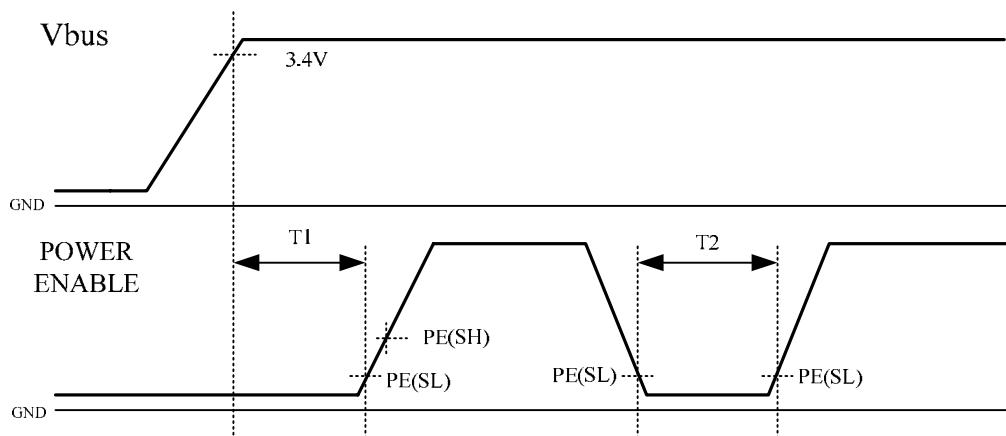 Vbus
3.4V
GND
POWER
ENABLE
T1
T2
PE(SH)
PE(SL)
PE(SL)
PE(SL)
GND